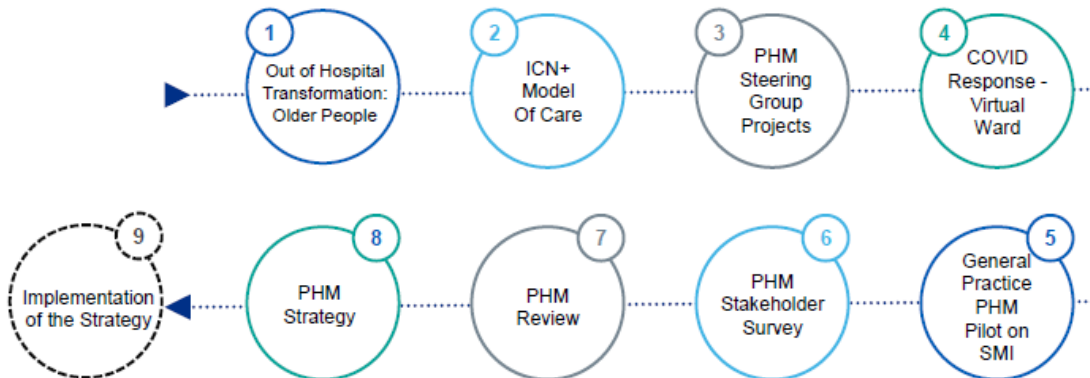 1
Out of Hospital
Transformation:
Older People
2
ICN+
Model
Of Care
3
PHM
Steering
Group
Projects
4
COVID
Response -
Virtual
Ward
5
General
Practice
PHM
Pilot on
SMI
6
PHM
Stakeholder
Survey
7
PHM
Review
8
PHM
Strategy
9
Implementation
of the Strategy